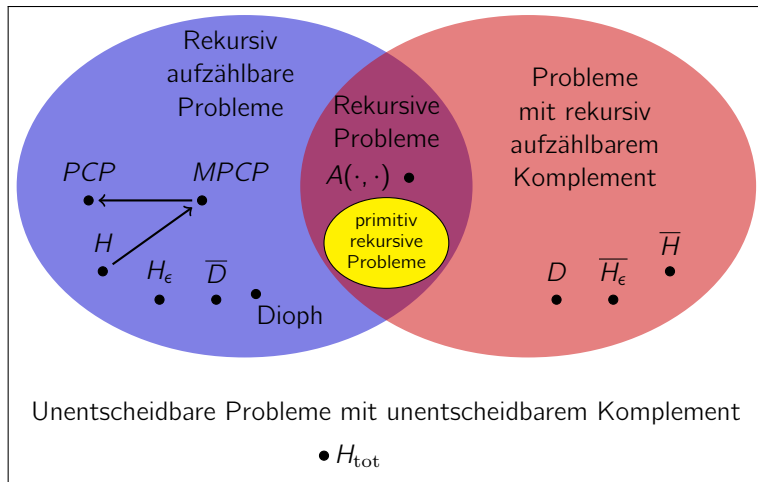 Rekursiv
aufzählbare
Probleme
Rekursive
Probleme
A(·, ·)
primitiv
rekursive
Probleme
Probleme
mit rekursiv
aufzählbarem
Komplement
PCP
MPCP
H
H_ϵ
D̅
Dioph
D
H̅_ϵ̅
H̅
Unentscheidbare Probleme mit unentscheidbarem Komplement
H_tot